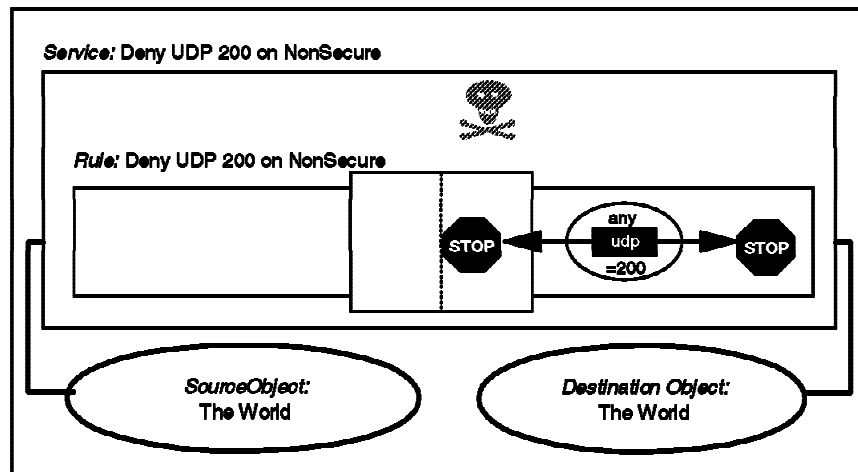 Service: Deny UDP 200 on NonSecure
Rule: Deny UDP 200 on NonSecure
any
STOP
udp
STOP
=200
SourceObject:
The World
Destination Object:
The World